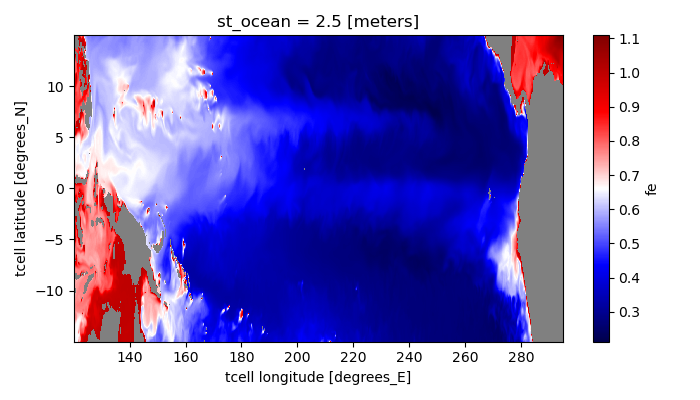 st_ocean = 2.5 [meters]
10
5
0
−5
−10
tcell latitude [degrees_N]
140 160 180 200 220 240 260 280
tcell longitude [degrees_E]
1.1
1.0
0.9
0.8
0.7
0.6
0.5
0.4
0.3
fe